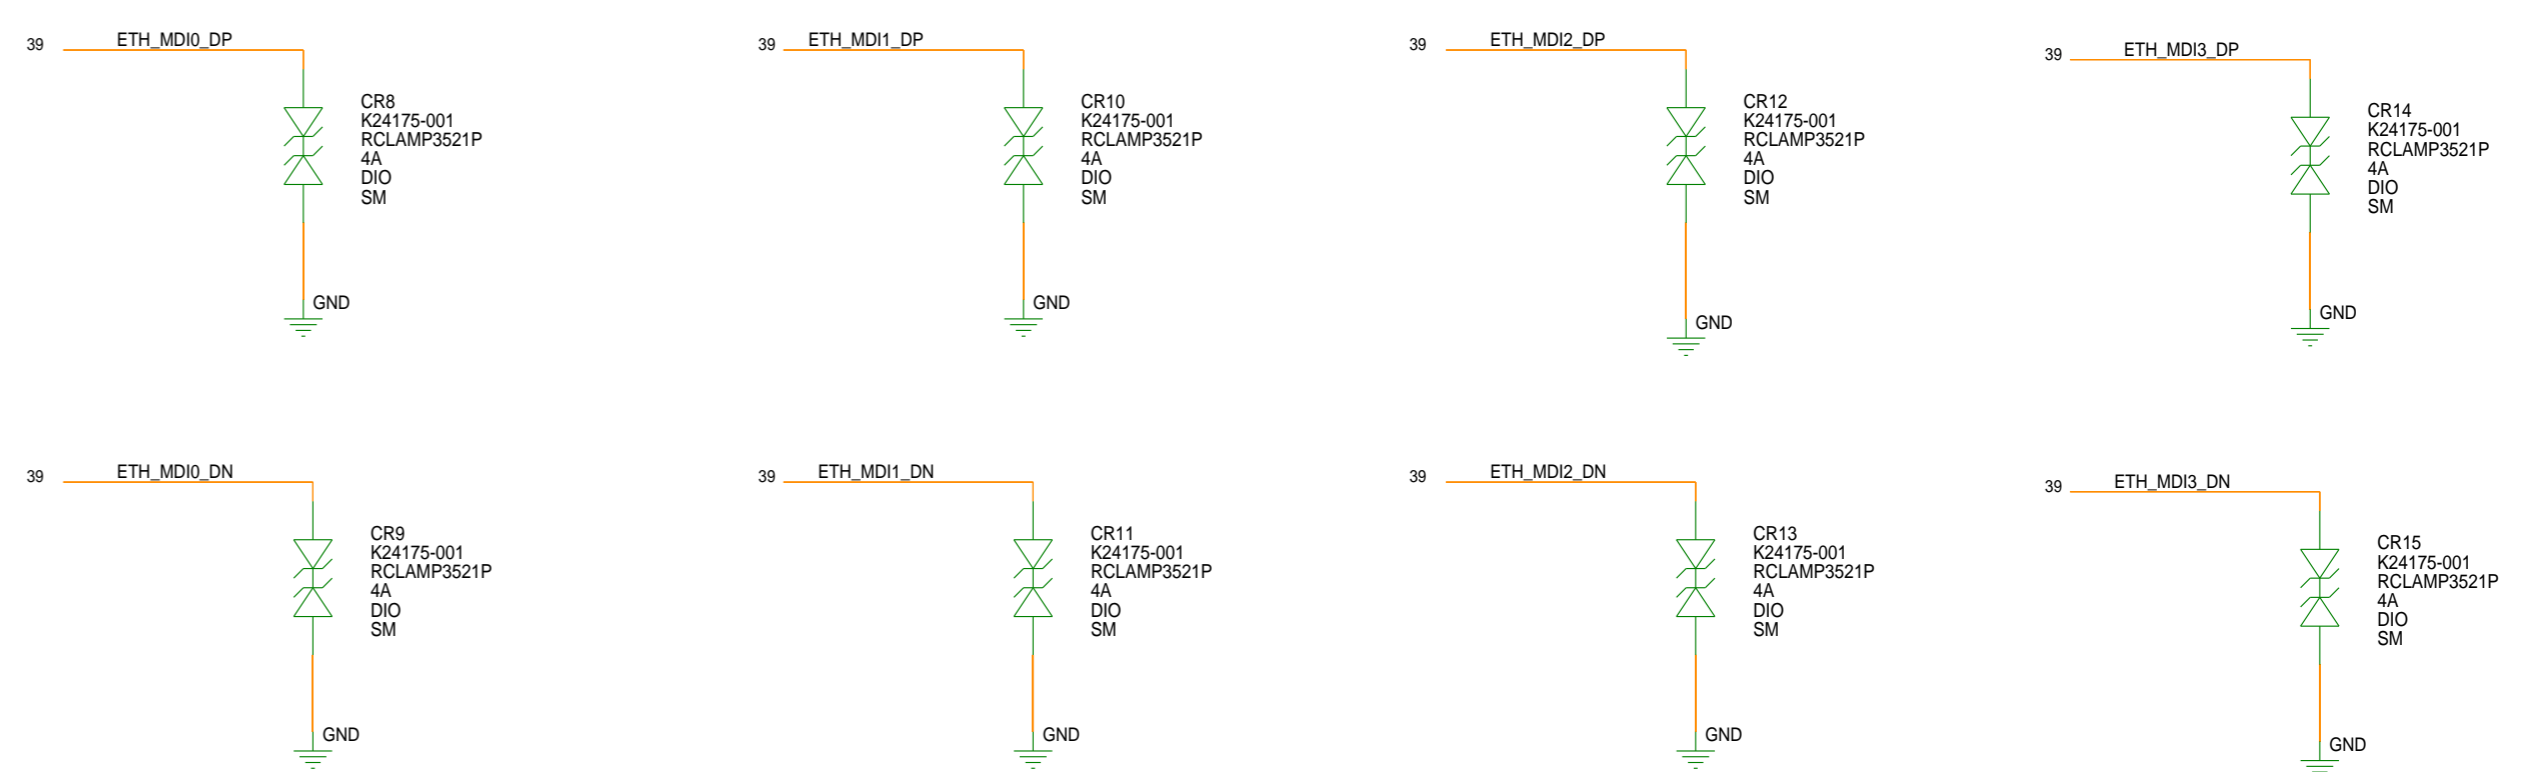 39
ETH_MDI0_DP
CR8
K24175-001
RCLAMP3521P
4A
DIO
SM
GND
39
ETH_MDI1_DP
CR10
K24175-001
RCLAMP3521P
4A
DIO
SM
GND
39
ETH_MDI2_DP
CR12
K24175-001
RCLAMP3521P
4A
DIO
SM
GND
39
ETH_MDI3_DP
CR14
K24175-001
RCLAMP3521P
4A
DIO
SM
GND
39
ETH_MDI0_DN
CR9
K24175-001
RCLAMP3521P
4A
DIO
SM
GND
39
ETH_MDI1_DN
CR11
K24175-001
RCLAMP3521P
4A
DIO
SM
GND
39
ETH_MDI2_DN
CR13
K24175-001
RCLAMP3521P
4A
DIO
SM
GND
39
ETH_MDI3_DN
CR15
K24175-001
RCLAMP3521P
4A
DIO
SM
GND